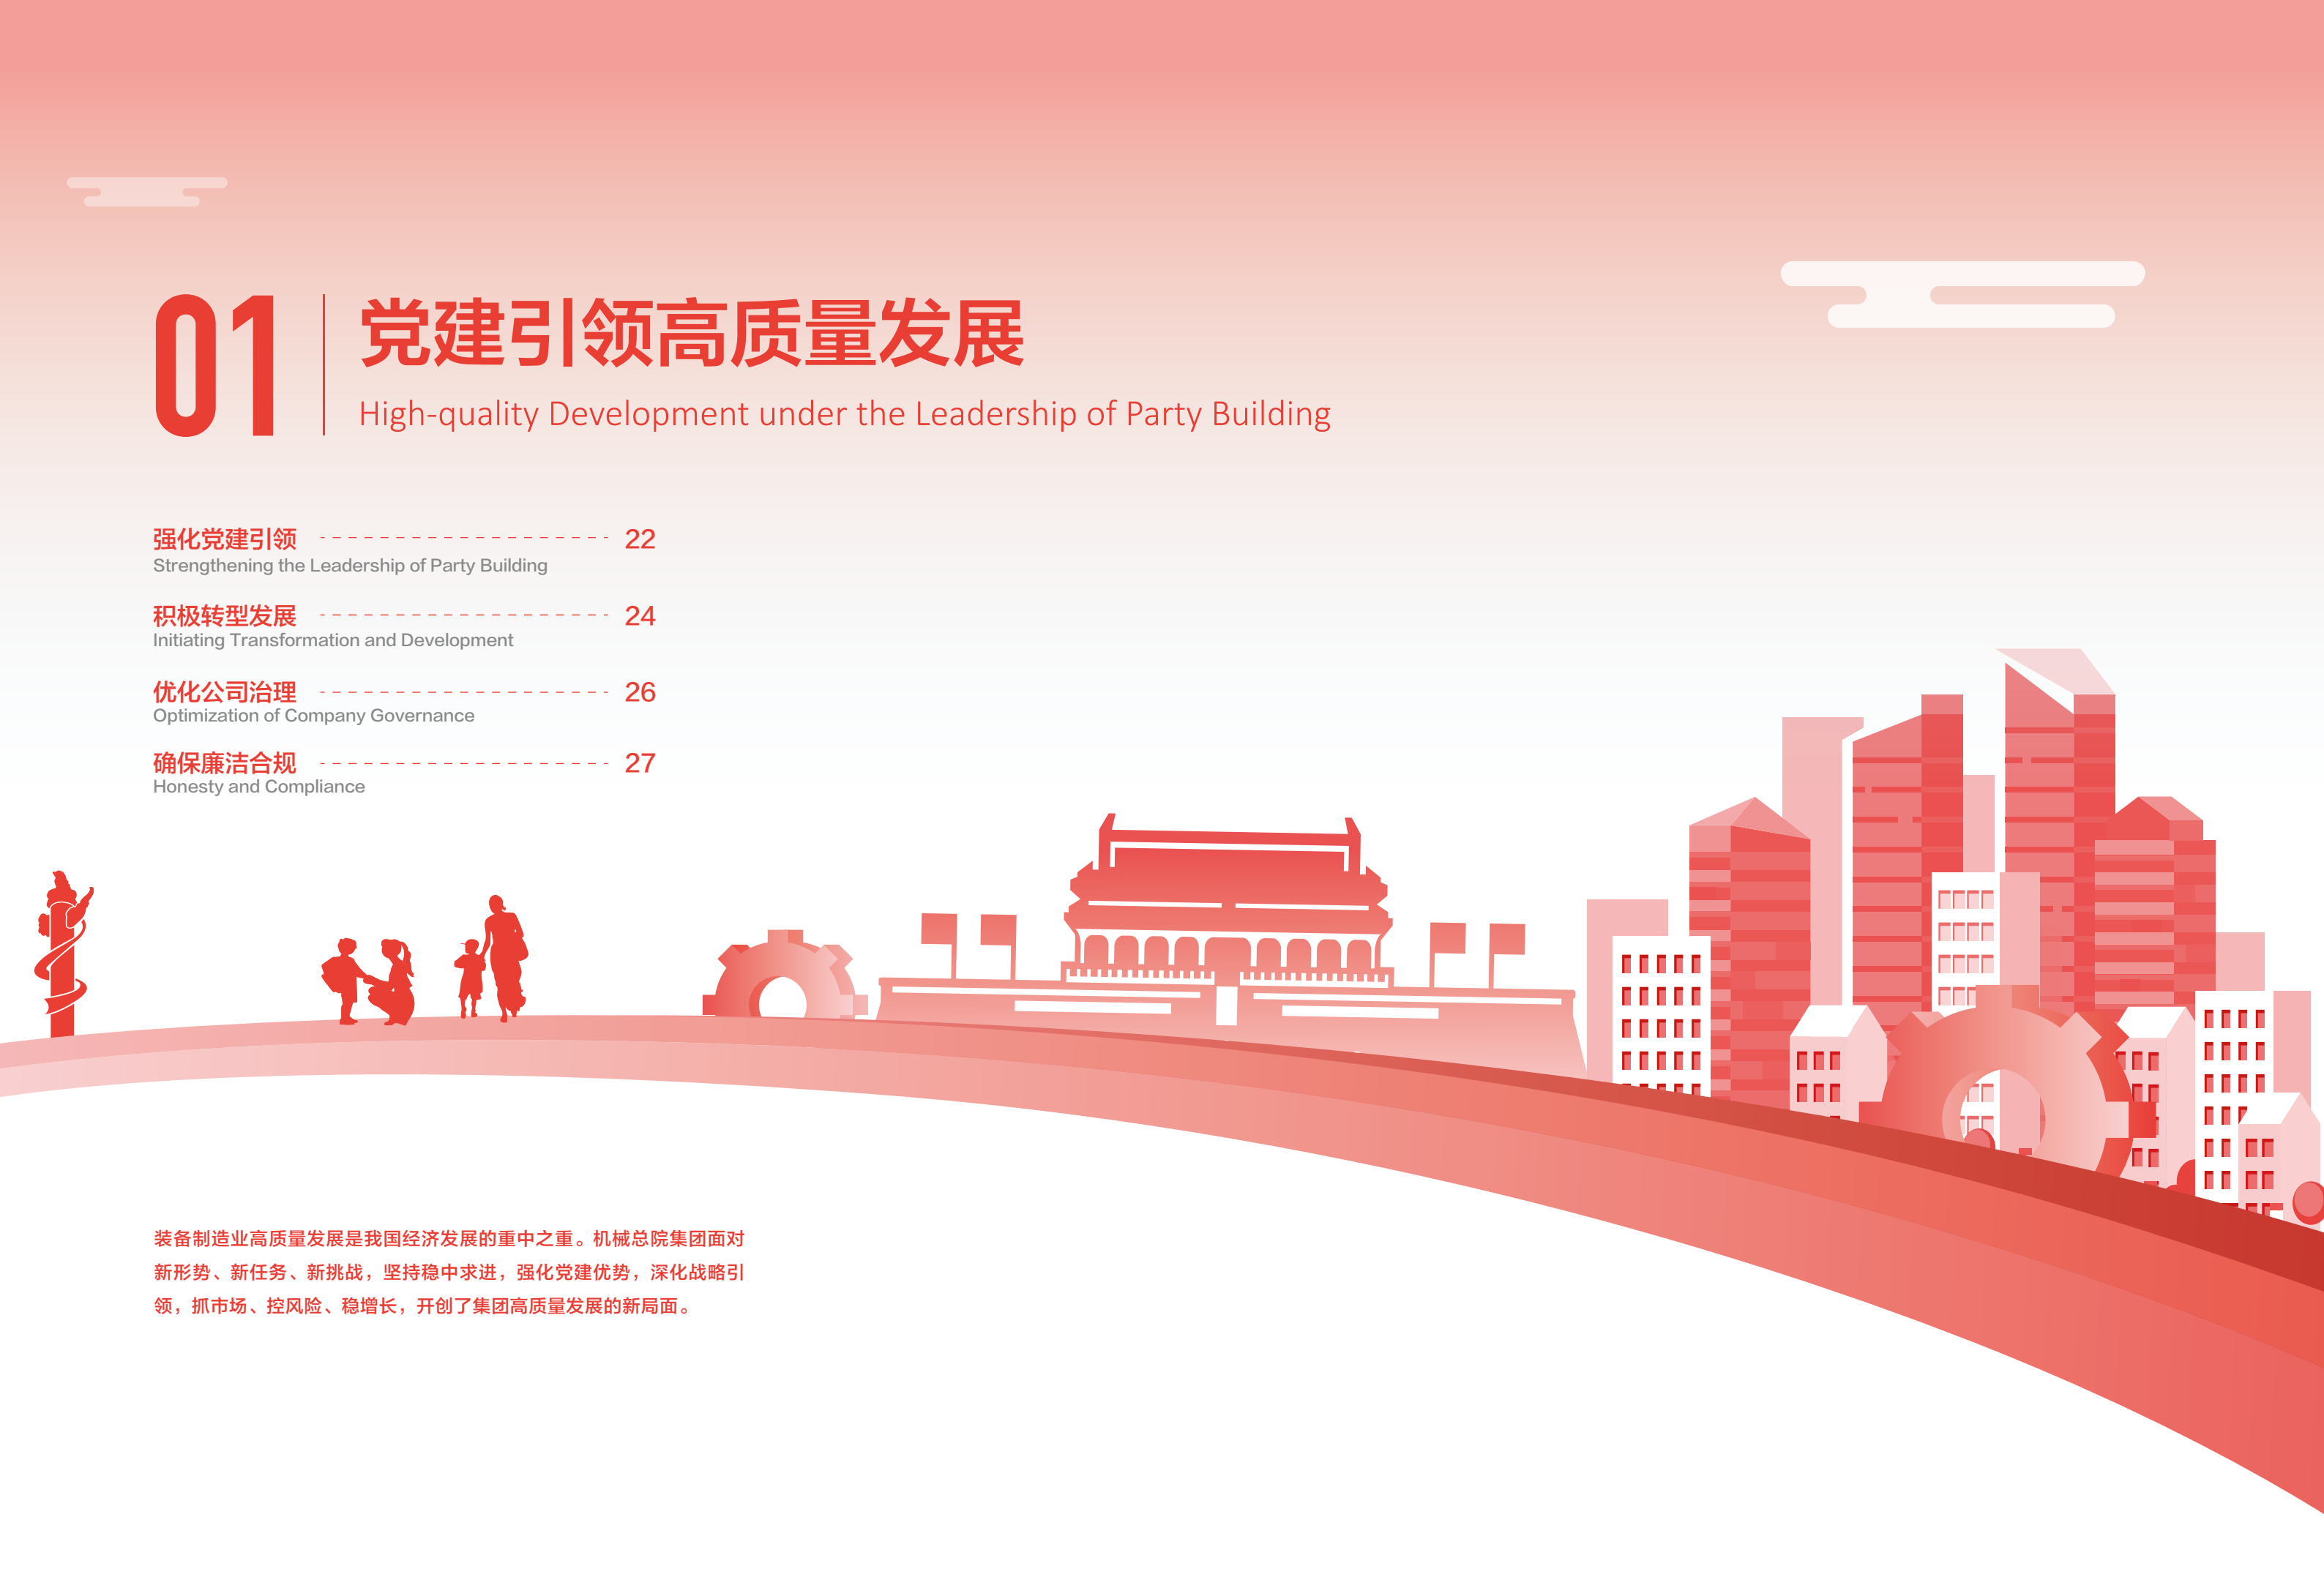 01
党建引领高质量发展
High-quality Development under the Leadership of Party Building
强化党建引领 22
Strengthening the Leadership of Party Building
积极转型发展 24
Initiating Transformation and Development
优化公司治理 26
Optimization of Company Governance
确保廉洁合规 27
Honesty and Compliance
装备制造业高质量发展是我国经济发展的重中之重。机械总院集团面对
新形势、新任务、新挑战，坚持稳中求进，强化党建优势，深化战略引
领，抓市场、控风险、稳增长，开创了集团高质量发展的新局面。